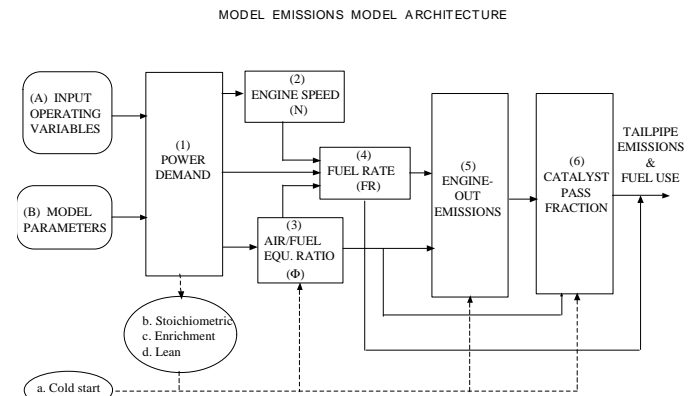 MODEL EMISSIONS MODEL ARCHITECTURE
(A) INPUT
OPERATING
VARIABLES
(B) MODEL
PARAMETERS
(1)
POWER
DEMAND
(2)
ENGINE SPEED
(N)
(4)
FUEL RATE
(FR)
(3)
AIR/FUEL
EQU. RATIO
(Φ)
(5)
ENGINE-
OUT
EMISSIONS
(6)
CATALYST
PASS
FRACTION
TAILPIPE
EMISSIONS
&
FUEL USE
b. Stoichiometric
c. Enrichment
d. Lean
a. Cold start